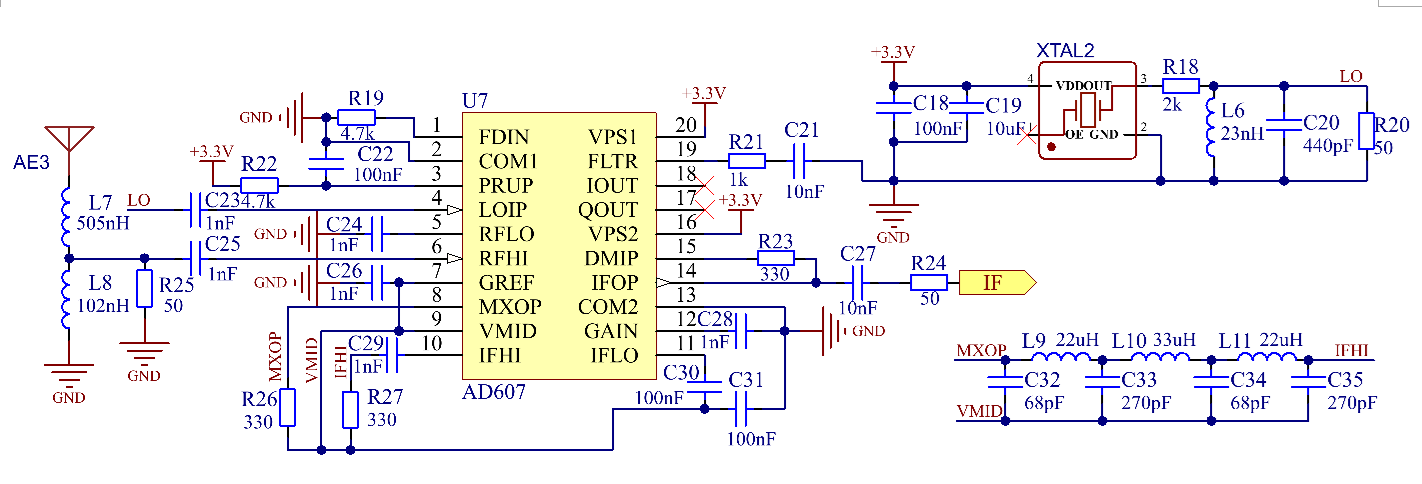 AE3
L7
505nH
L8
102nH
GND
LO
+3.3V
R22
4.7k
C23
1nF
C25
1nF
R25
50
GND
GND
R19
4.7k
C22
100nF
GND
C24
1nF
GND
C26
1nF
MXOP
VMID
IFHI
C29
1nF
R26
330
R27
330
U7
1 FDIN VPS1 20
2 COM1 FLTR 19
3 PRUP IOUT 18
4 LOIP QOUT 17
5 RFLO VPS2 16
6 RFHI DMIP 15
7 GREF IFOP 14
8 MXOP COM2 13
9 VMID GAIN 12
10 IFHI IFLO 11
AD607
+3.3V
R21
1k
C21
10nF
+3.3V
R23
330
C27
10nF
R24
50
IF
C28
1nF
GND
C30
100nF
C31
100nF
+3.3V
C18
100nF
C19
10uF
GND
XTAL2
4 VDD OUT 3
1 OE GND 2
R18
2k
L6
23nH
C20
440pF
LO
R20
50
MXOP
L9 22uH
L10 33uH
L11 22uH
IFHI
C32
68pF
C33
270pF
C34
68pF
C35
270pF
VMID